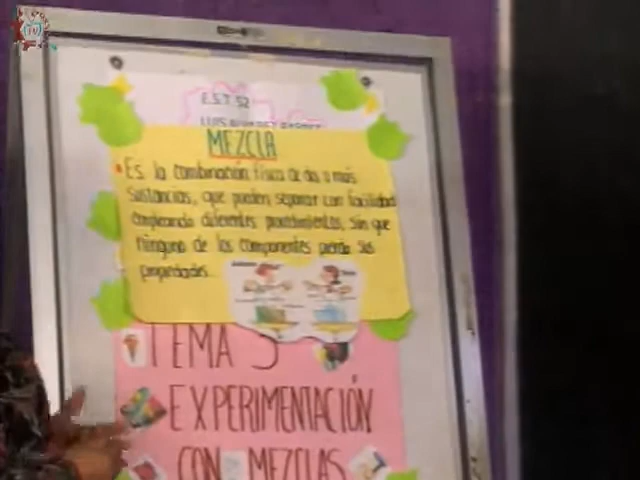 E.S.T. 52
LUIS
MEZCLA
• Es la combinación física de dos o más
sustancias, que pueden separar con facilidad
empleando diferentes procedimientos, sin que
ninguno de los componentes pierda sus
propiedades.
TEMA 3
EXPERIMENTACIÓN
CON MEZCLAS